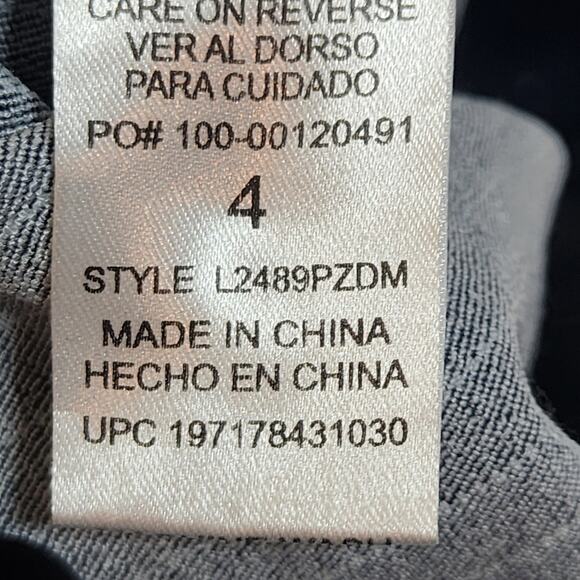 CARE ON REVERSE
VER AL DORSO
PARA CUIDADO
PO# 100-00120491
4
STYLE L2489PZDM
MADE IN CHINA
HECHO EN CHINA
UPC 197178431030